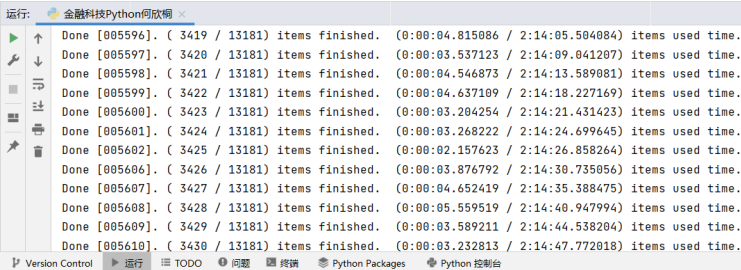 运行: 金融科技Python何欣桐
Done [005596]. ( 3419 / 13181) items finished. (0:00:04.815086 / 2:14:05.504084) items used time.
Done [005597]. ( 3420 / 13181) items finished. (0:00:03.537123 / 2:14:09.041207) items used time.
Done [005598]. ( 3421 / 13181) items finished. (0:00:04.546873 / 2:14:13.589081) items used time.
Done [005599]. ( 3422 / 13181) items finished. (0:00:04.637109 / 2:14:18.227169) items used time.
Done [005600]. ( 3423 / 13181) items finished. (0:00:03.204254 / 2:14:21.431423) items used time.
Done [005601]. ( 3424 / 13181) items finished. (0:00:03.268222 / 2:14:24.699645) items used time.
Done [005602]. ( 3425 / 13181) items finished. (0:00:02.157623 / 2:14:26.858264) items used time.
Done [005606]. ( 3426 / 13181) items finished. (0:00:03.876792 / 2:14:30.735056) items used time.
Done [005607]. ( 3427 / 13181) items finished. (0:00:04.652419 / 2:14:35.388475) items used time.
Done [005608]. ( 3428 / 13181) items finished. (0:00:05.559519 / 2:14:40.947994) items used time.
Done [005609]. ( 3429 / 13181) items finished. (0:00:03.589211 / 2:14:44.538204) items used time.
Done [005610]. ( 3430 / 13181) items finished. (0:00:03.232813 / 2:14:47.772018) items used time.
Version Control 运行 TODO 问题 终端 Python Packages Python 控制台